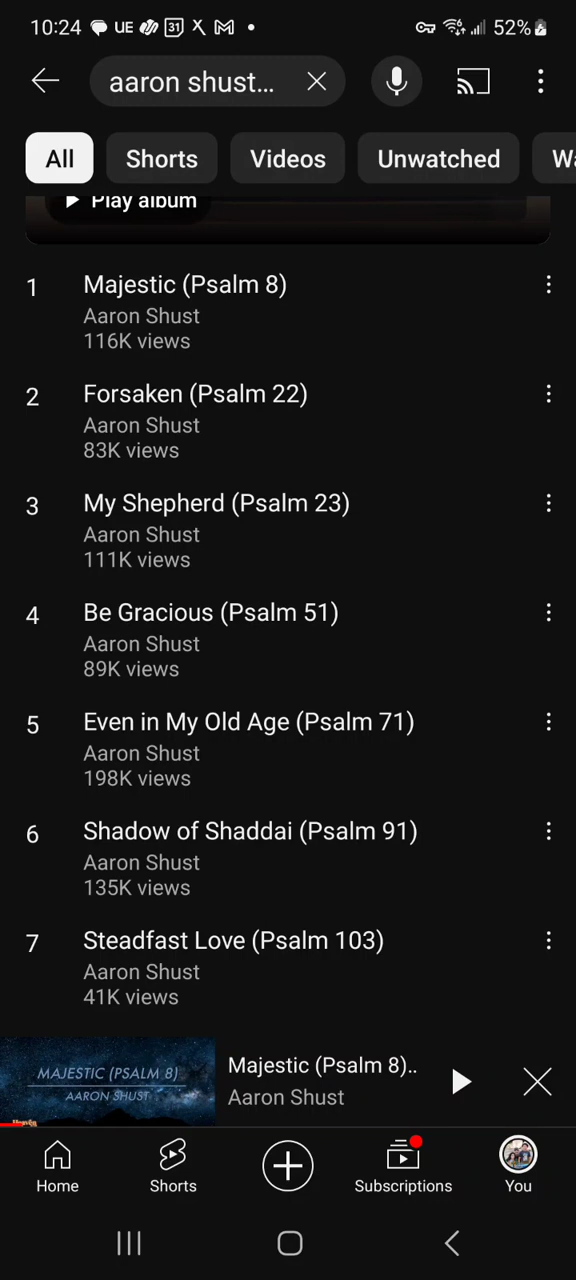 10:24 UE 31 X M 52%
aaron shust...
All Shorts Videos Unwatched Wa
Play album
1 Majestic (Psalm 8)
Aaron Shust
116K views
2 Forsaken (Psalm 22)
Aaron Shust
83K views
3 My Shepherd (Psalm 23)
Aaron Shust
111K views
4 Be Gracious (Psalm 51)
Aaron Shust
89K views
5 Even in My Old Age (Psalm 71)
Aaron Shust
198K views
6 Shadow of Shaddai (Psalm 91)
Aaron Shust
135K views
7 Steadfast Love (Psalm 103)
Aaron Shust
41K views
MAJESTIC (PSALM 8)
AARON SHUST
Majestic (Psalm 8)..
Aaron Shust
Home Shorts Subscriptions You